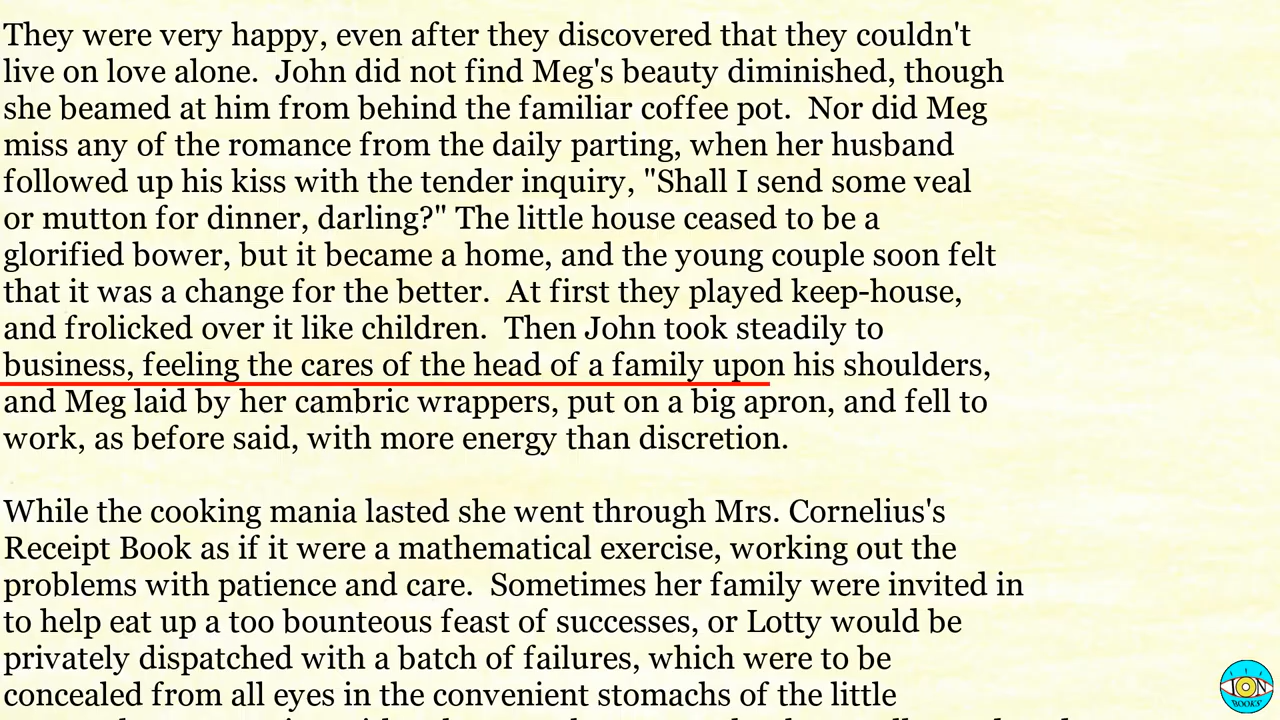 They were very happy, even after they discovered that they couldn't
live on love alone.  John did not find Meg's beauty diminished, though
she beamed at him from behind the familiar coffee pot.  Nor did Meg
miss any of the romance from the daily parting, when her husband
followed up his kiss with the tender inquiry, "Shall I send some veal
or mutton for dinner, darling?" The little house ceased to be a
glorified bower, but it became a home, and the young couple soon felt
that it was a change for the better.  At first they played keep-house,
and frolicked over it like children.  Then John took steadily to
business, feeling the cares of the head of a family upon his shoulders,
and Meg laid by her cambric wrappers, put on a big apron, and fell to
work, as before said, with more energy than discretion.
While the cooking mania lasted she went through Mrs. Cornelius's
Receipt Book as if it were a mathematical exercise, working out the
problems with patience and care.  Sometimes her family were invited in
to help eat up a too bounteous feast of successes, or Lotty would be
privately dispatched with a batch of failures, which were to be
concealed from all eyes in the convenient stomachs of the little
ION
BOOKS